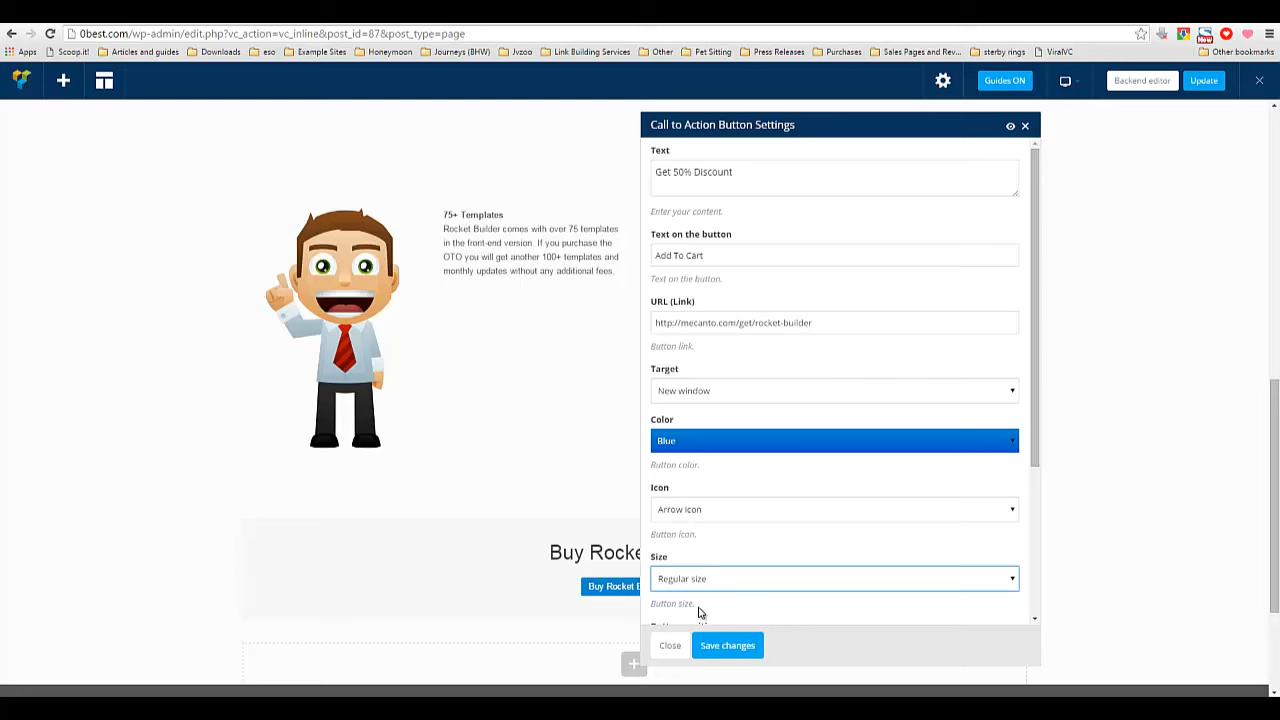 0best.com/wp-admin/edit.php?vc_action=vc_inline&post_id=87&post_type=page
Apps Scoop.it! Articles and guides Downloads eso Example Sites Honeymoon Journeys (BHW) Jvzoo Link Building Services Other Pet Sitting Press Releases Purchases Sales Pages and Rev... sterby rings ViralVC Other bookmarks
Guides ON Backend editor Update
Call to Action Button Settings
Text
Get 50% Discount
Enter your content.
Text on the button
Add To Cart
Text on the button.
URL (Link)
http://mecanto.com/get/rocket-builder
Button link.
Target
New window
Color
Blue
Button color.
Icon
Arrow icon
Button icon.
Size
Regular size
Button size.
Close Save changes
75+ Templates
Rocket Builder comes with over 75 templates
in the front-end version. If you purchase the
OTO you will get another 100+ templates and
monthly updates without any additional fees.
Buy Rocke
Buy Rocket